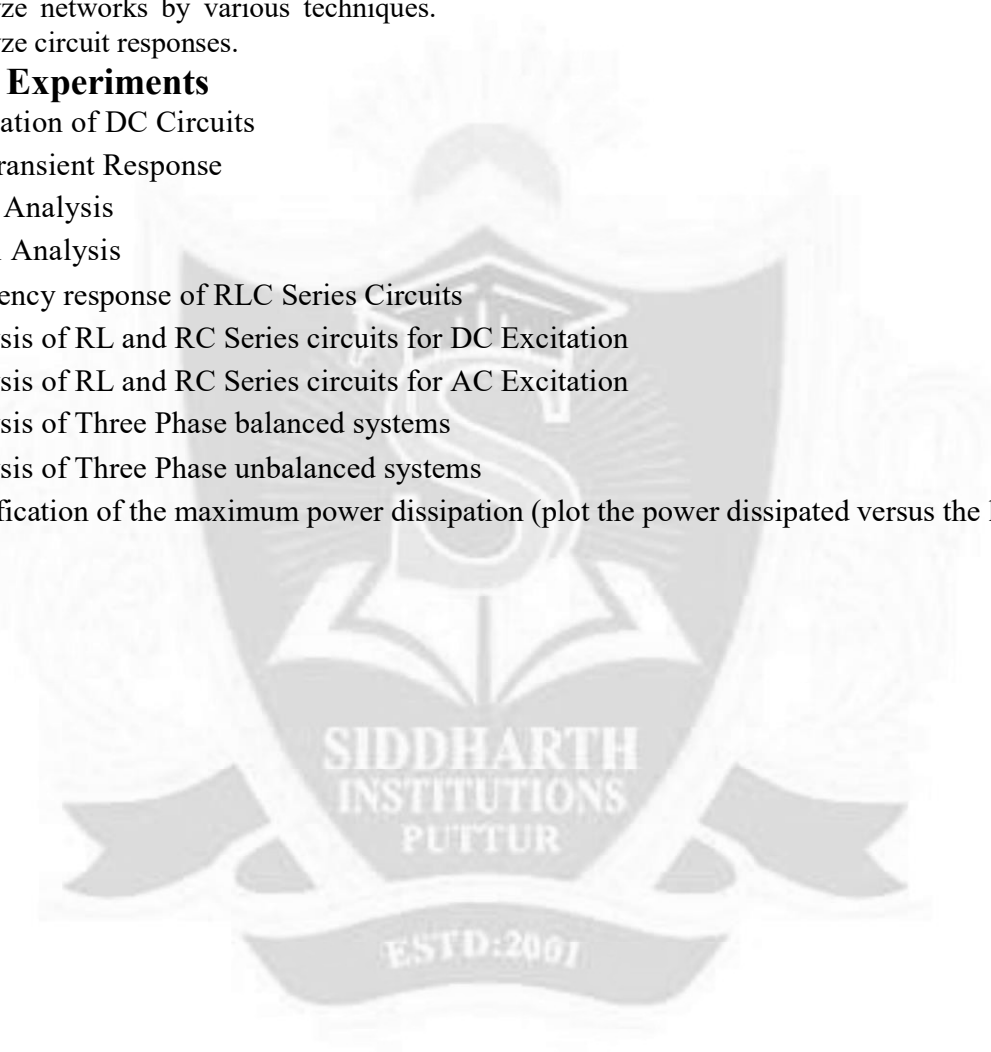 yze networks by various techniques.
yze circuit responses.
Experiments
ation of DC Circuits
ransient Response
Analysis
Analysis
ency response of RLC Series Circuits
sis of RL and RC Series circuits for DC Excitation
sis of RL and RC Series circuits for AC Excitation
sis of Three Phase balanced systems
sis of Three Phase unbalanced systems
fication of the maximum power dissipation (plot the power dissipated versus the
SIDDHARTH
INSTITUTIONS
PUTTUR
ESTD:2001